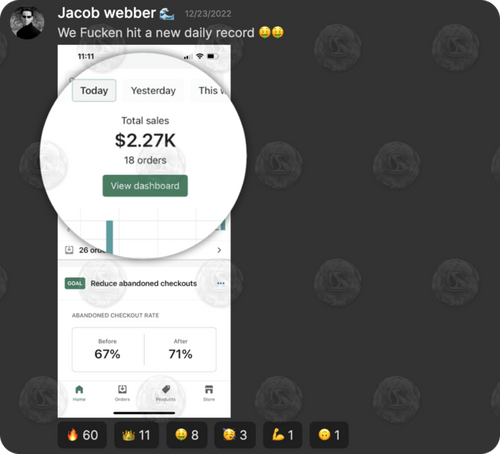 Jacob webber 🌊 12/23/2022
We Fucken hit a new daily record 🤑🤑
11:11
Today Yesterday This
Total sales
$2.27K
18 orders
View dashboard
26
GOAL Reduce abandoned checkouts ...
ABANDONED CHECKOUT RATE
Before After
67% 71%
Home Orders Products Store
🔥 60 👑 11 🤑 8 🥳 3 💪 1 🙃 1